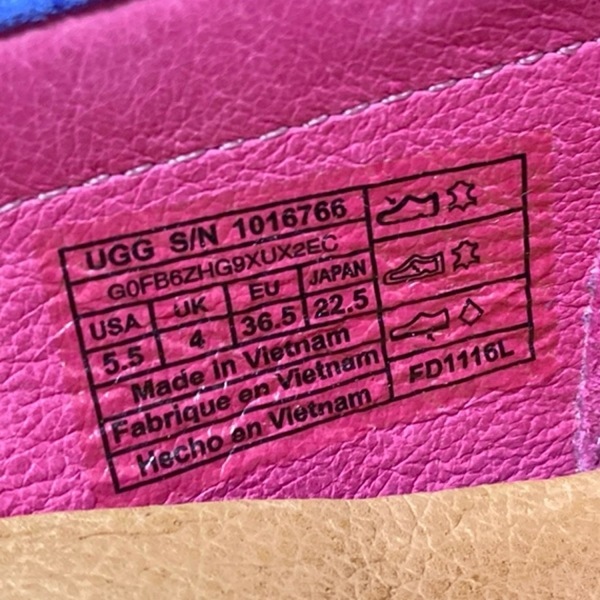 UGG S/N 1016766
G0FB6ZHG9XUX2EC
USA UK EU JAPAN
5.5 4 36.5 22.5
Made In Vietnam
Fabrique en Vietnam
Hecho en Vietnam
FD1116L